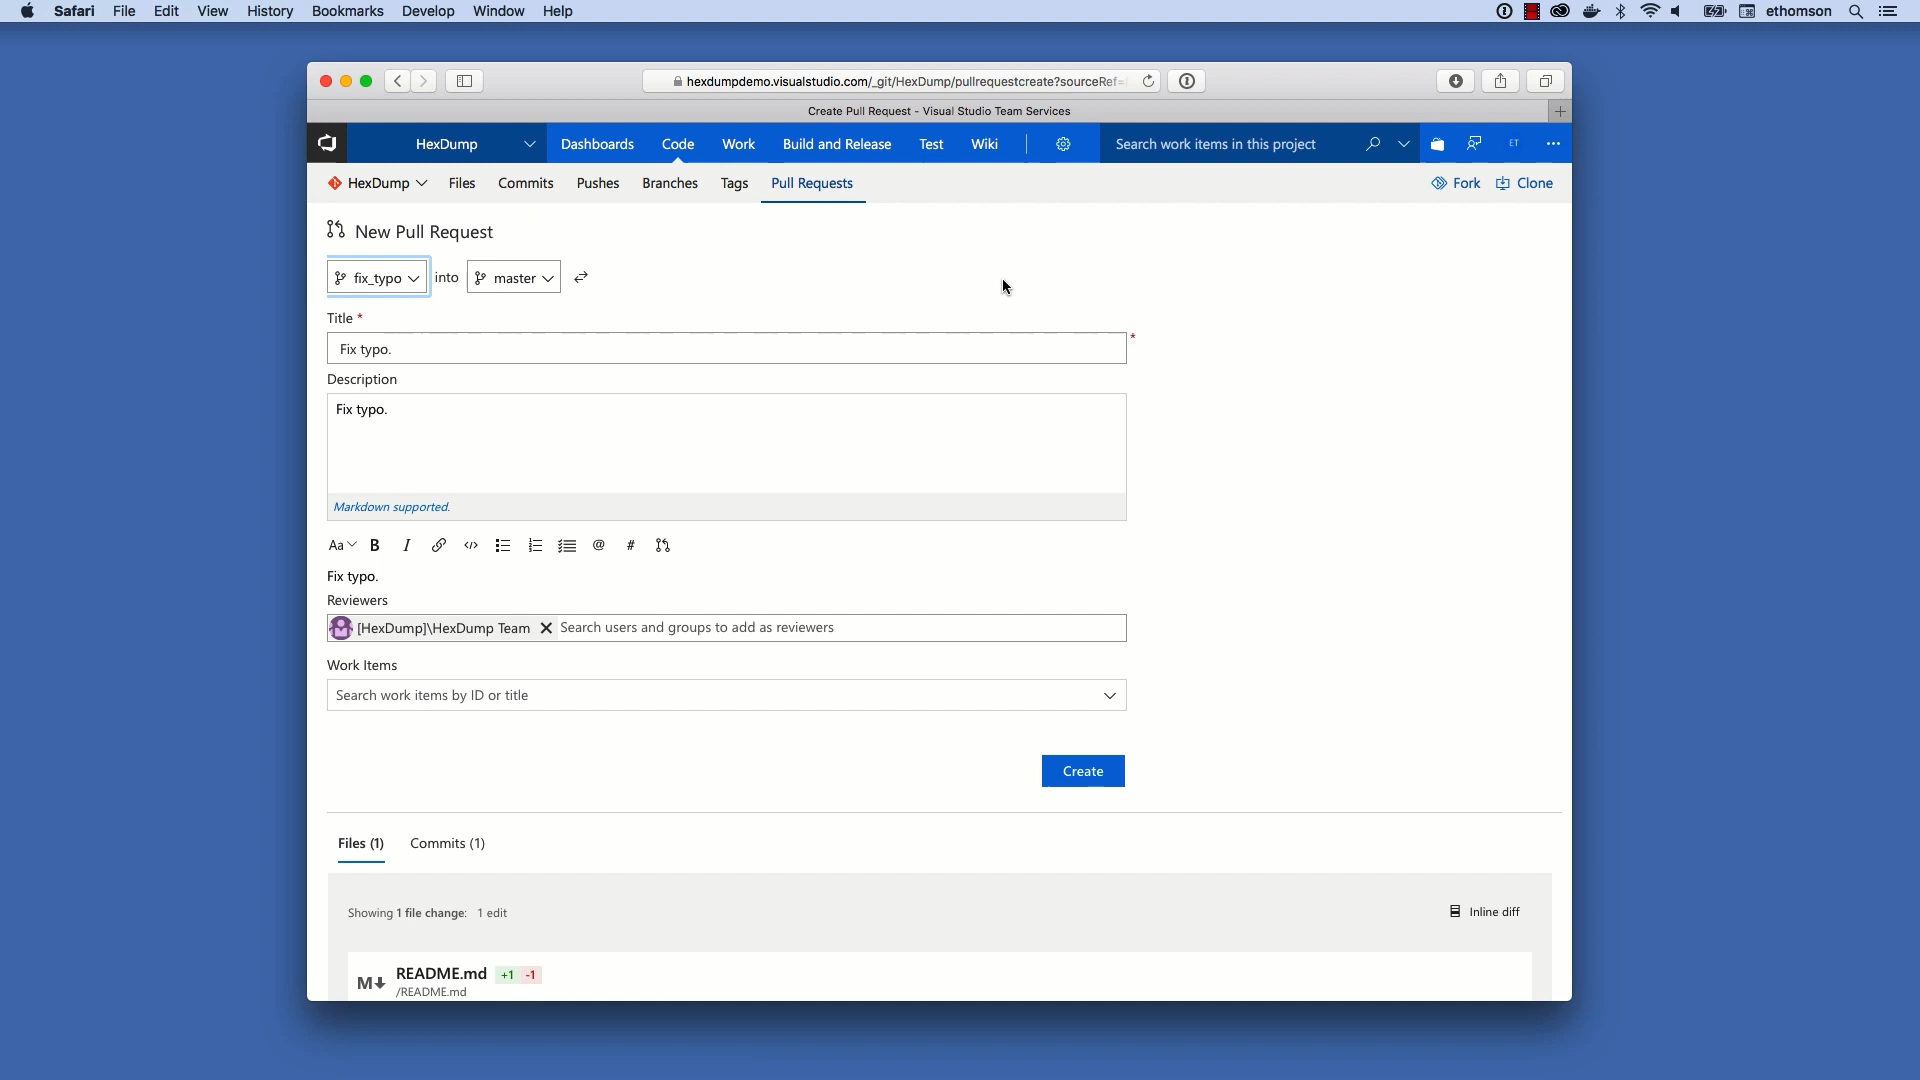 Safari File Edit View History Bookmarks Develop Window Help ethomson
hexdumpdemo.visualstudio.com/_git/HexDump/pullrequestcreate?sourceRef=
Create Pull Request - Visual Studio Team Services
HexDump Dashboards Code Work Build and Release Test Wiki Search work items in this project ET
HexDump Files Commits Pushes Branches Tags Pull Requests Fork Clone
New Pull Request
fix_typo into master
Title *
Fix typo. *
Description
Fix typo.
Markdown supported.
Aa B I </> @ #
Fix typo.
Reviewers
[HexDump]\HexDump Team Search users and groups to add as reviewers
Work Items
Search work items by ID or title
Create
Files (1) Commits (1)
Showing 1 file change: 1 edit Inline diff
M README.md +1 -1
/README.md